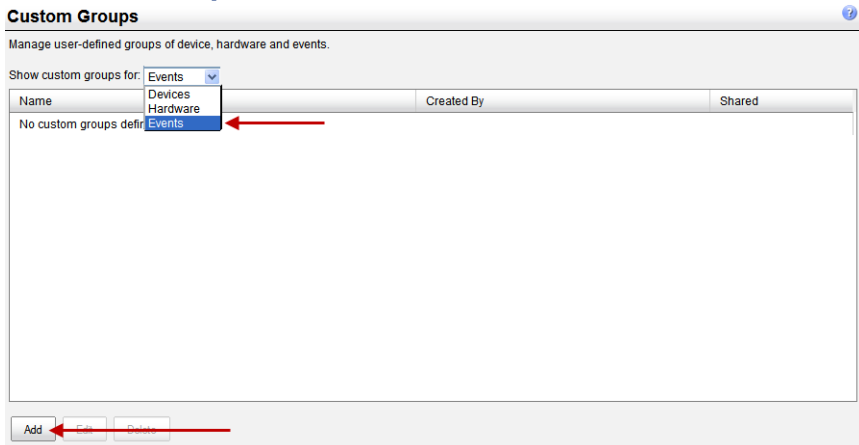 Custom Groups
Manage user-defined groups of device, hardware and events.
Show custom groups for: Events
Devices
Hardware
Events
Name Created By Shared
No custom groups defin
Add Edit Delete